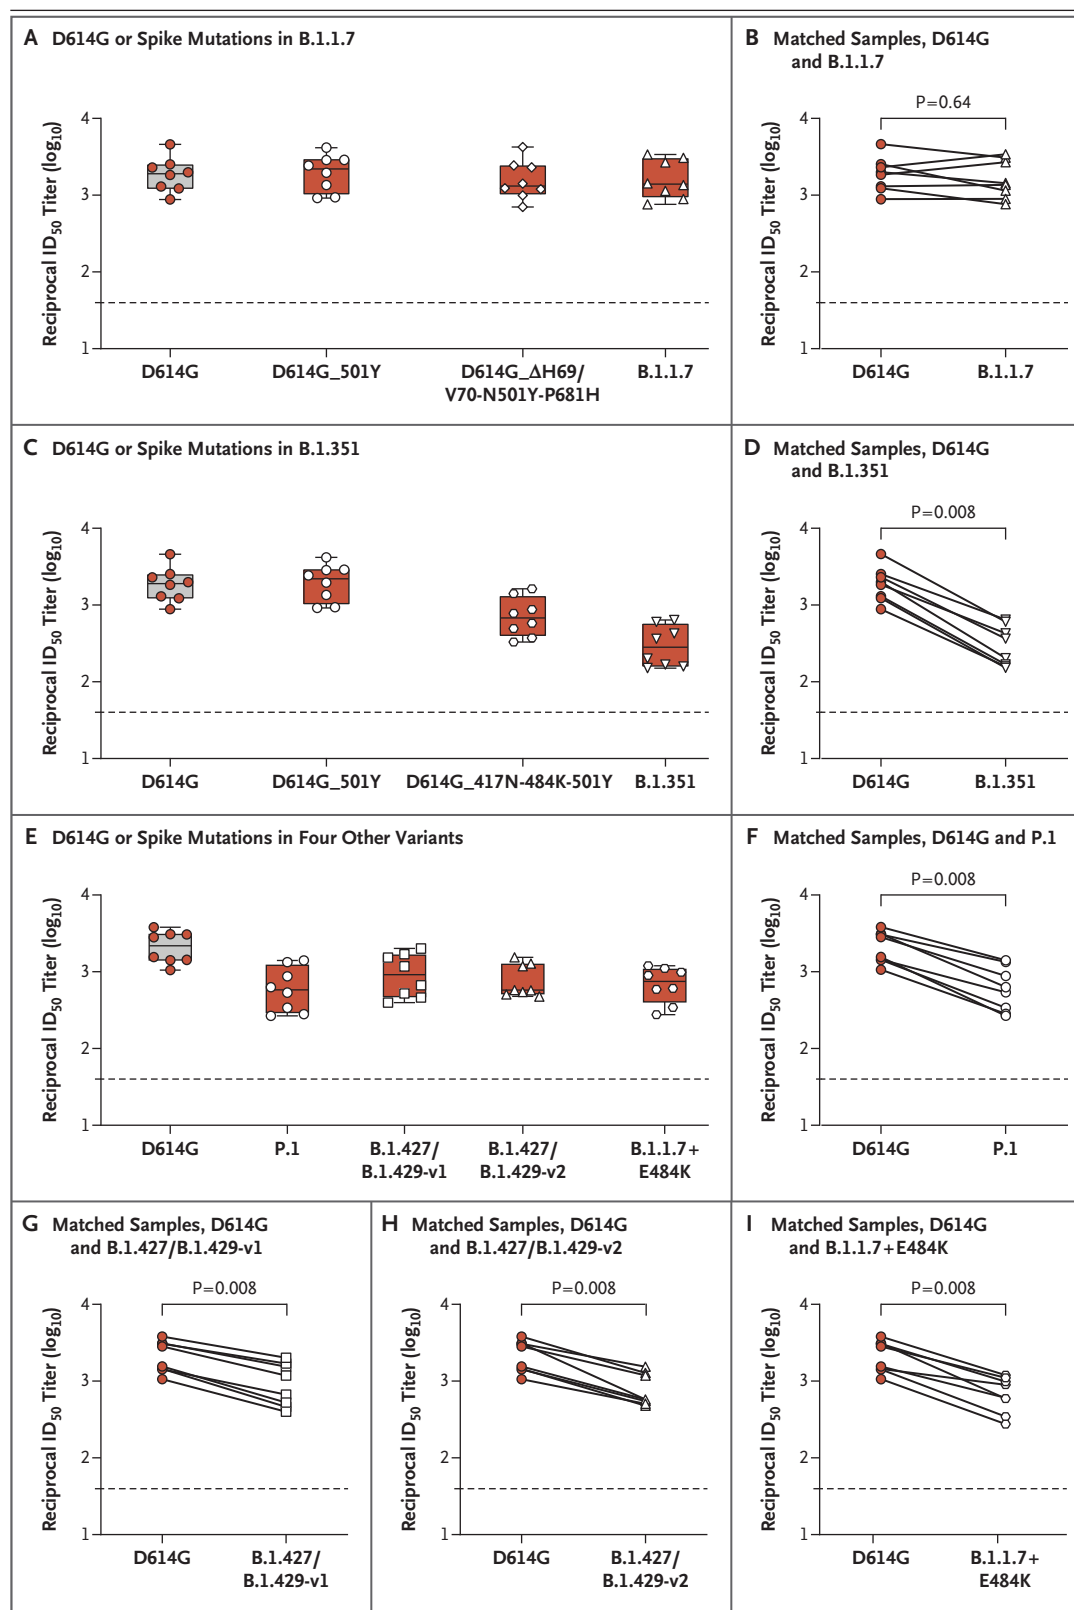 A D614G or Spike Mutations in B.1.1.7
Reciprocal ID50 Titer (log10)
4
3
2
1
D614G
D614G_501Y
D614G_ΔH69/
V70-N501Y-P681H
B.1.1.7
B Matched Samples, D614G
and B.1.1.7
P=0.64
Reciprocal ID50 Titer (log10)
4
3
2
1
D614G
B.1.1.7
C D614G or Spike Mutations in B.1.351
Reciprocal ID50 Titer (log10)
4
3
2
1
D614G
D614G_501Y
D614G_417N-484K-501Y
B.1.351
D Matched Samples, D614G
and B.1.351
P=0.008
Reciprocal ID50 Titer (log10)
4
3
2
1
D614G
B.1.351
E D614G or Spike Mutations in Four Other Variants
Reciprocal ID50 Titer (log10)
4
3
2
1
D614G
P.1
B.1.427/
B.1.429-v1
B.1.427/
B.1.429-v2
B.1.1.7+
E484K
F Matched Samples, D614G and P.1
P=0.008
Reciprocal ID50 Titer (log10)
4
3
2
1
D614G
P.1
G Matched Samples, D614G
and B.1.427/B.1.429-v1
P=0.008
Reciprocal ID50 Titer (log10)
4
3
2
1
D614G
B.1.427/
B.1.429-v1
H Matched Samples, D614G
and B.1.427/B.1.429-v2
P=0.008
Reciprocal ID50 Titer (log10)
4
3
2
1
D614G
B.1.427/
B.1.429-v2
I Matched Samples, D614G
and B.1.1.7+E484K
P=0.008
Reciprocal ID50 Titer (log10)
4
3
2
1
D614G
B.1.1.7+
E484K